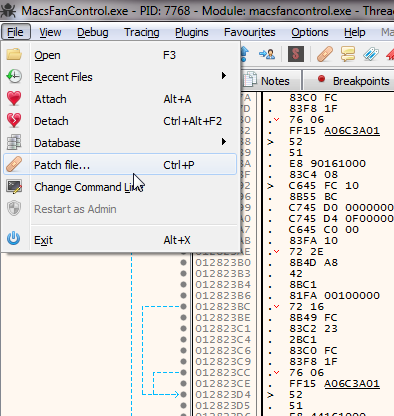 MacsFanControl.exe - PID: 7768 - Module: macsfancontrol.exe - Threa
File View Debug Tracing Plugins Favourites Options Help Ma
Open F3
Recent Files
Attach Alt+A
Detach Ctrl+Alt+F2
Database
Patch file... Ctrl+P
Change Command Line
Restart as Admin
Exit Alt+X
Notes Breakpoints
. 83C0 FC
. 83F8 1F
. 76 06
. FF15 A06C3A01
> 52
. 51
. E8 90161000
. 83C4 08
> C645 FC 10
. 8B55 BC
. C745 D0 0000000
. C745 D4 0F00000
. C645 C0 00
. 83FA 10
. 72 2E
012823B0 . 8B4D A8
012823B3 . 42
012823B4 . 8BC1
012823B6 . 81FA 00100000
012823BC . 72 16
012823BE . 8B49 FC
012823C1 . 83C2 23
012823C4 . 2BC1
012823C6 . 83C0 FC
012823C9 . 83F8 1F
012823CC . 76 06
012823CE . FF15 A06C3A01
012823D4 > 52
012823D5 . 51